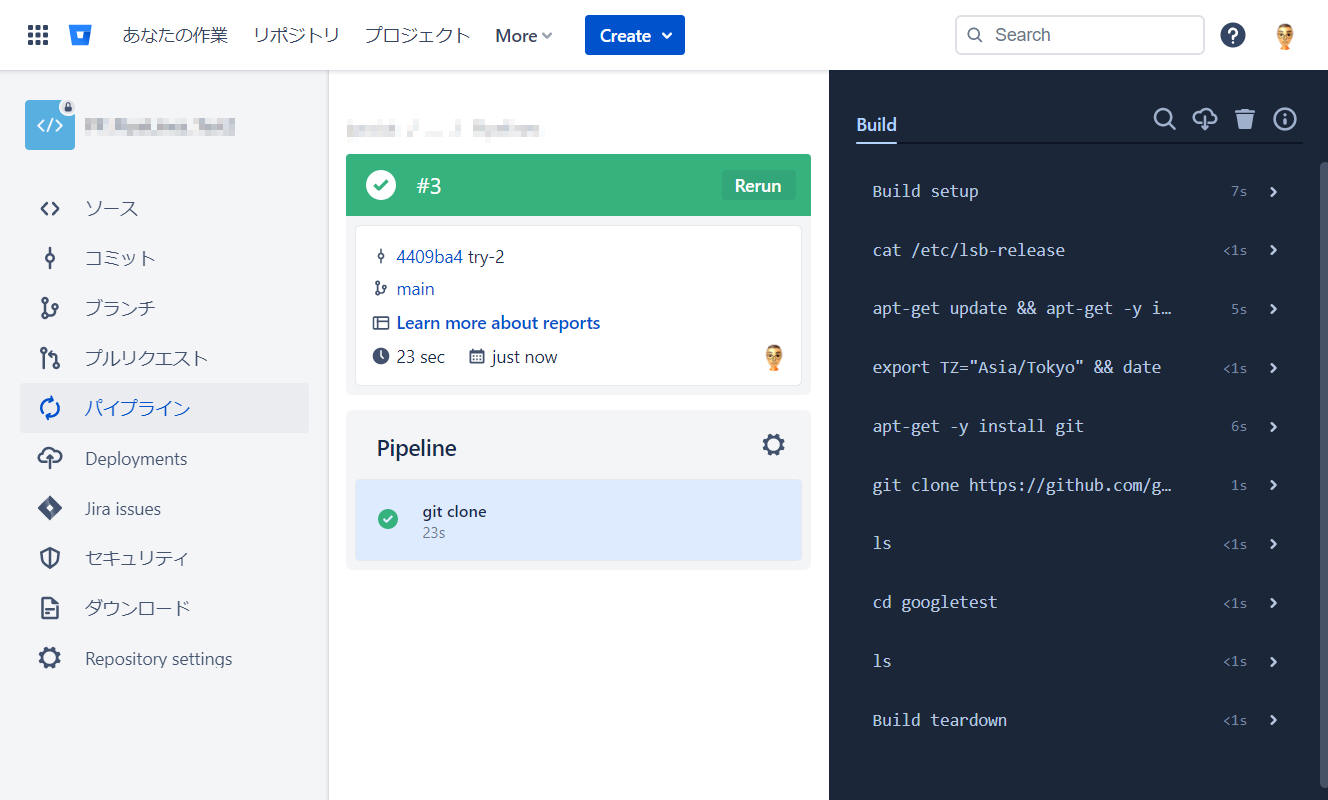 あなたの作業 リポジトリ プロジェクト More Create Search
ソース
コミット
ブランチ
プルリクエスト
パイプライン
Deployments
Jira issues
セキュリティ
ダウンロード
Repository settings
#3 Rerun
4409ba4 try-2
main
Learn more about reports
23 sec just now
Pipeline
git clone
23s
Build
Build setup 7s
cat /etc/lsb-release <1s
apt-get update && apt-get -y i… 5s
export TZ="Asia/Tokyo" && date <1s
apt-get -y install git 6s
git clone https://github.com/g… 1s
ls <1s
cd googletest <1s
ls <1s
Build teardown <1s